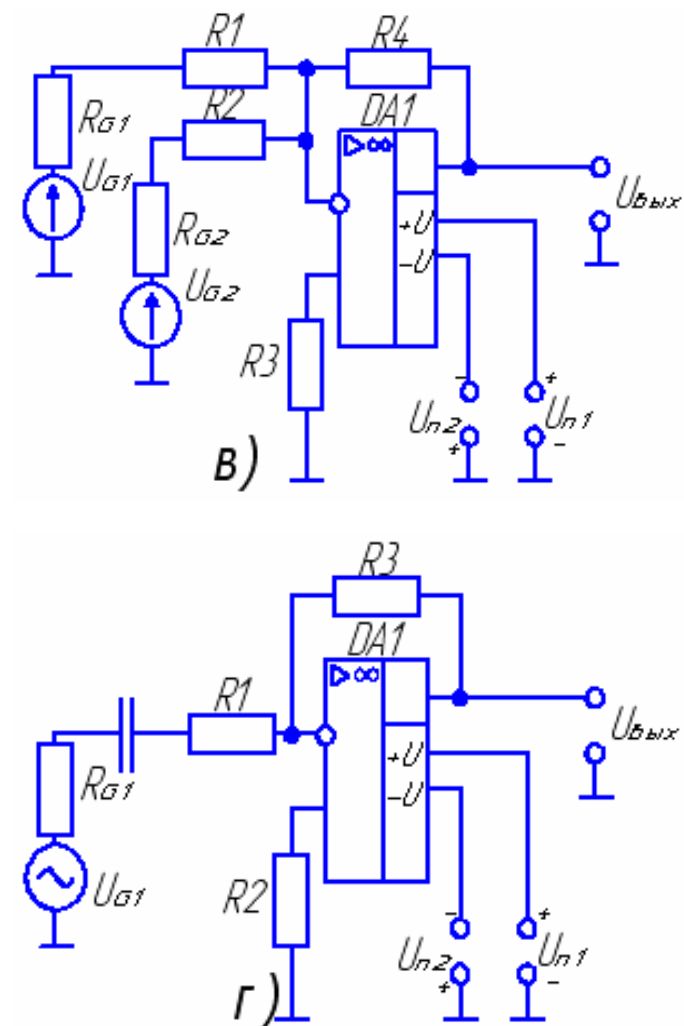 R1
R4
RG1
R2
DA1
▷∞
UG1
Uвых
RG2
+U
-U
UG2
R3
-
+
Uп2
Uп1
+
-
в)
R3
DA1
▷∞
R1
Uвых
RG1
+U
-U
UG1
R2
-
+
Uп2
Uп1
+
-
г)